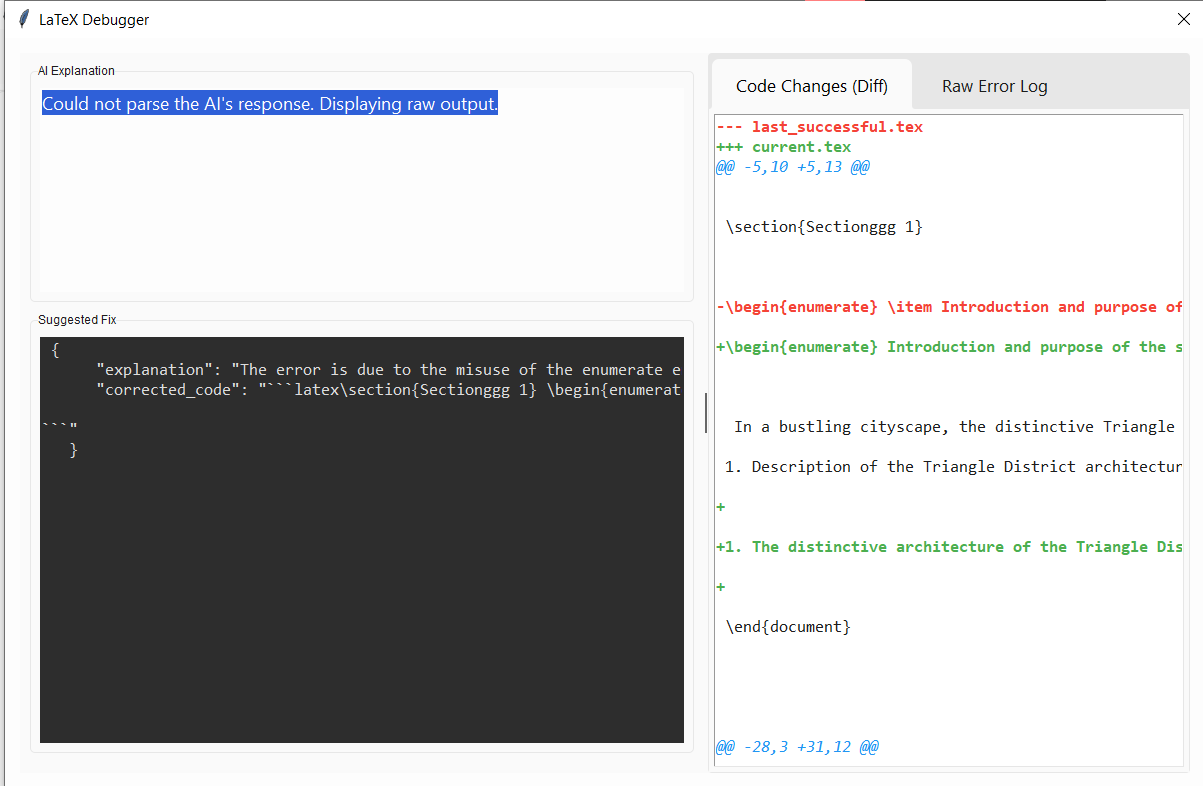 LaTeX Debugger
AI Explanation
Could not parse the AI's response. Displaying raw output.
Suggested Fix
{
"explanation": "The error is due to the misuse of the enumerate e
"corrected_code": "```latex\section{Sectionggg 1} \begin{enumerat
```"
}
Code Changes (Diff)
Raw Error Log
--- last_successful.tex
+++ current.tex
@@ -5,10 +5,13 @@
\section{Sectionggg 1}
-\begin{enumerate} \item Introduction and purpose of
+\begin{enumerate} Introduction and purpose of the s
In a bustling cityscape, the distinctive Triangle
1. Description of the Triangle District architectur
+
+1. The distinctive architecture of the Triangle Dis
+
\end{document}
@@ -28,3 +31,12 @@